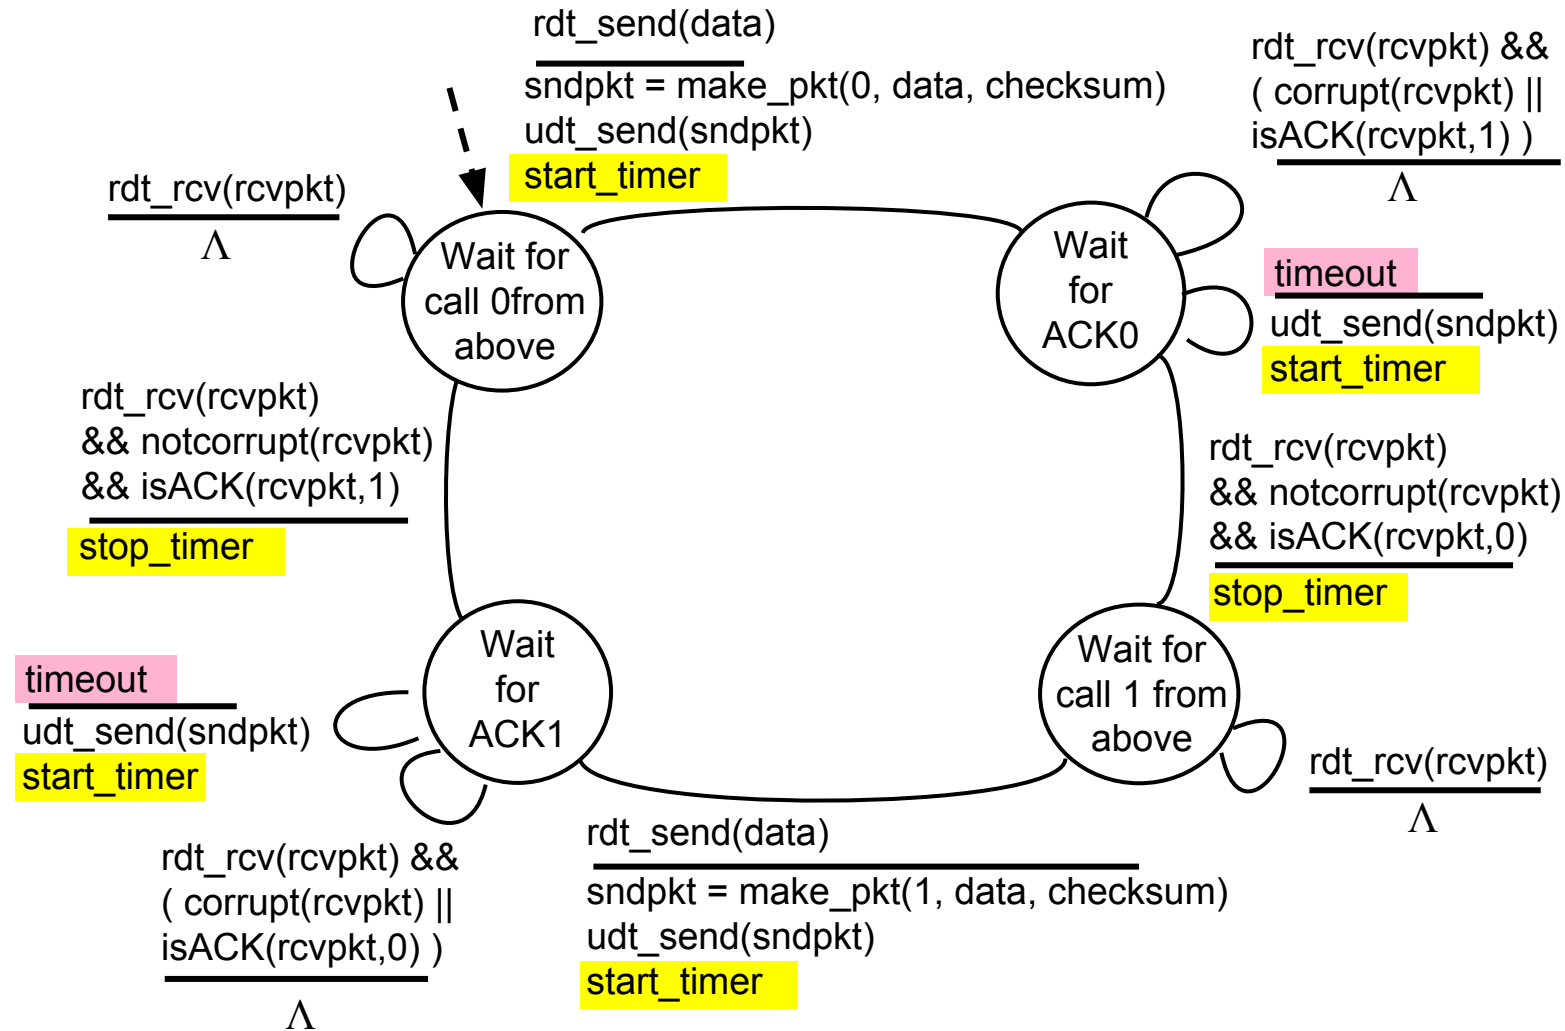 rdt_send(data)
sndpkt = make_pkt(0, data, checksum)
udt_send(sndpkt)
start_timer
rdt_rcv(rcvpkt) &&
( corrupt(rcvpkt) ||
isACK(rcvpkt,1) )
Λ
rdt_rcv(rcvpkt)
Λ
Wait for
call 0from
above
Wait
for
ACK0
timeout
udt_send(sndpkt)
start_timer
rdt_rcv(rcvpkt)
&& notcorrupt(rcvpkt)
&& isACK(rcvpkt,1)
stop_timer
rdt_rcv(rcvpkt)
&& notcorrupt(rcvpkt)
&& isACK(rcvpkt,0)
stop_timer
timeout
udt_send(sndpkt)
start_timer
Wait
for
ACK1
Wait for
call 1 from
above
rdt_rcv(rcvpkt)
Λ
rdt_rcv(rcvpkt) &&
( corrupt(rcvpkt) ||
isACK(rcvpkt,0) )
Λ
rdt_send(data)
sndpkt = make_pkt(1, data, checksum)
udt_send(sndpkt)
start_timer